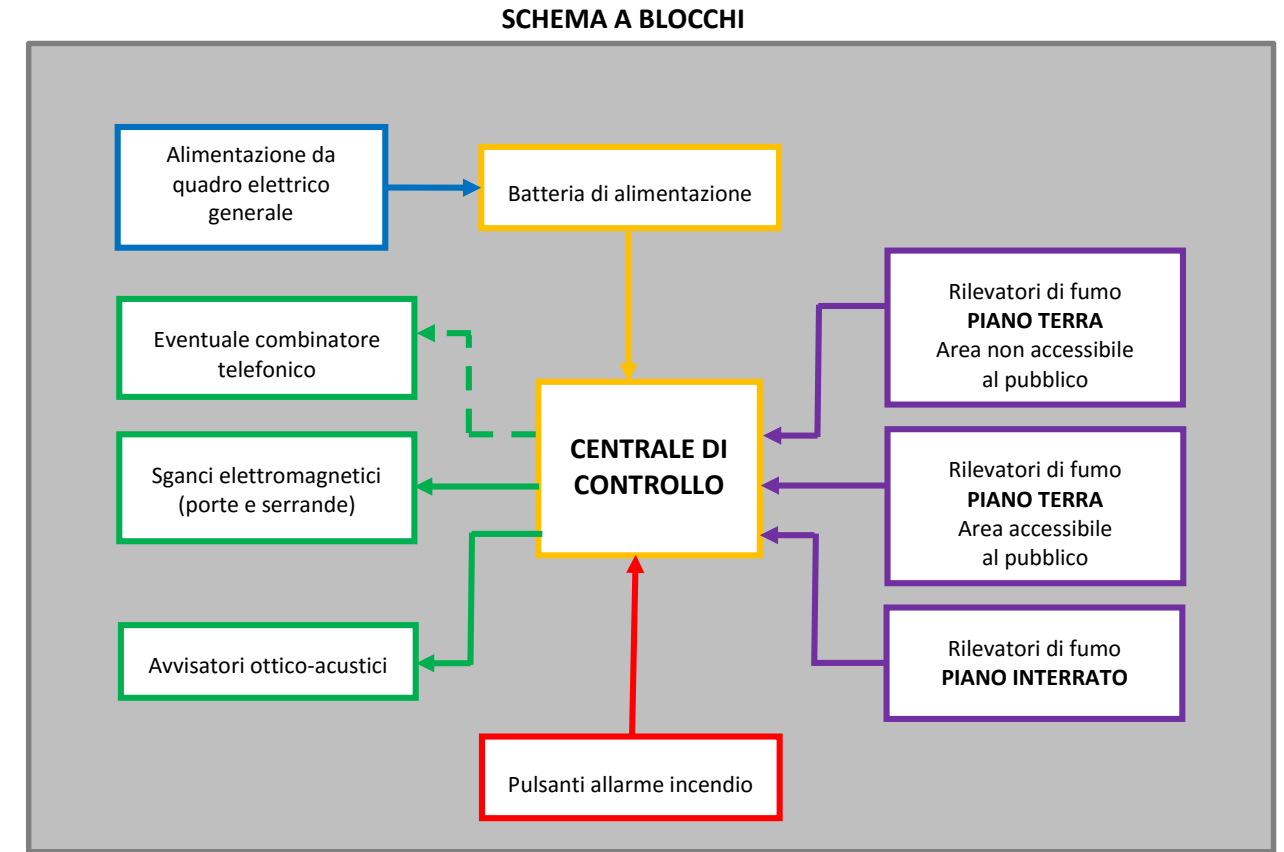 SCHEMA A BLOCCHI
Alimentazione da
quadro elettrico
generale
Batteria di alimentazione
Eventuale combinatore
telefonico
Sganci elettromagnetici
(porte e serrande)
Avvisatori ottico-acustici
CENTRALE DI
CONTROLLO
Pulsanti allarme incendio
Rilevatori di fumo
PIANO TERRA
Area non accessibile
al pubblico
Rilevatori di fumo
PIANO TERRA
Area accessibile
al pubblico
Rilevatori di fumo
PIANO INTERRATO